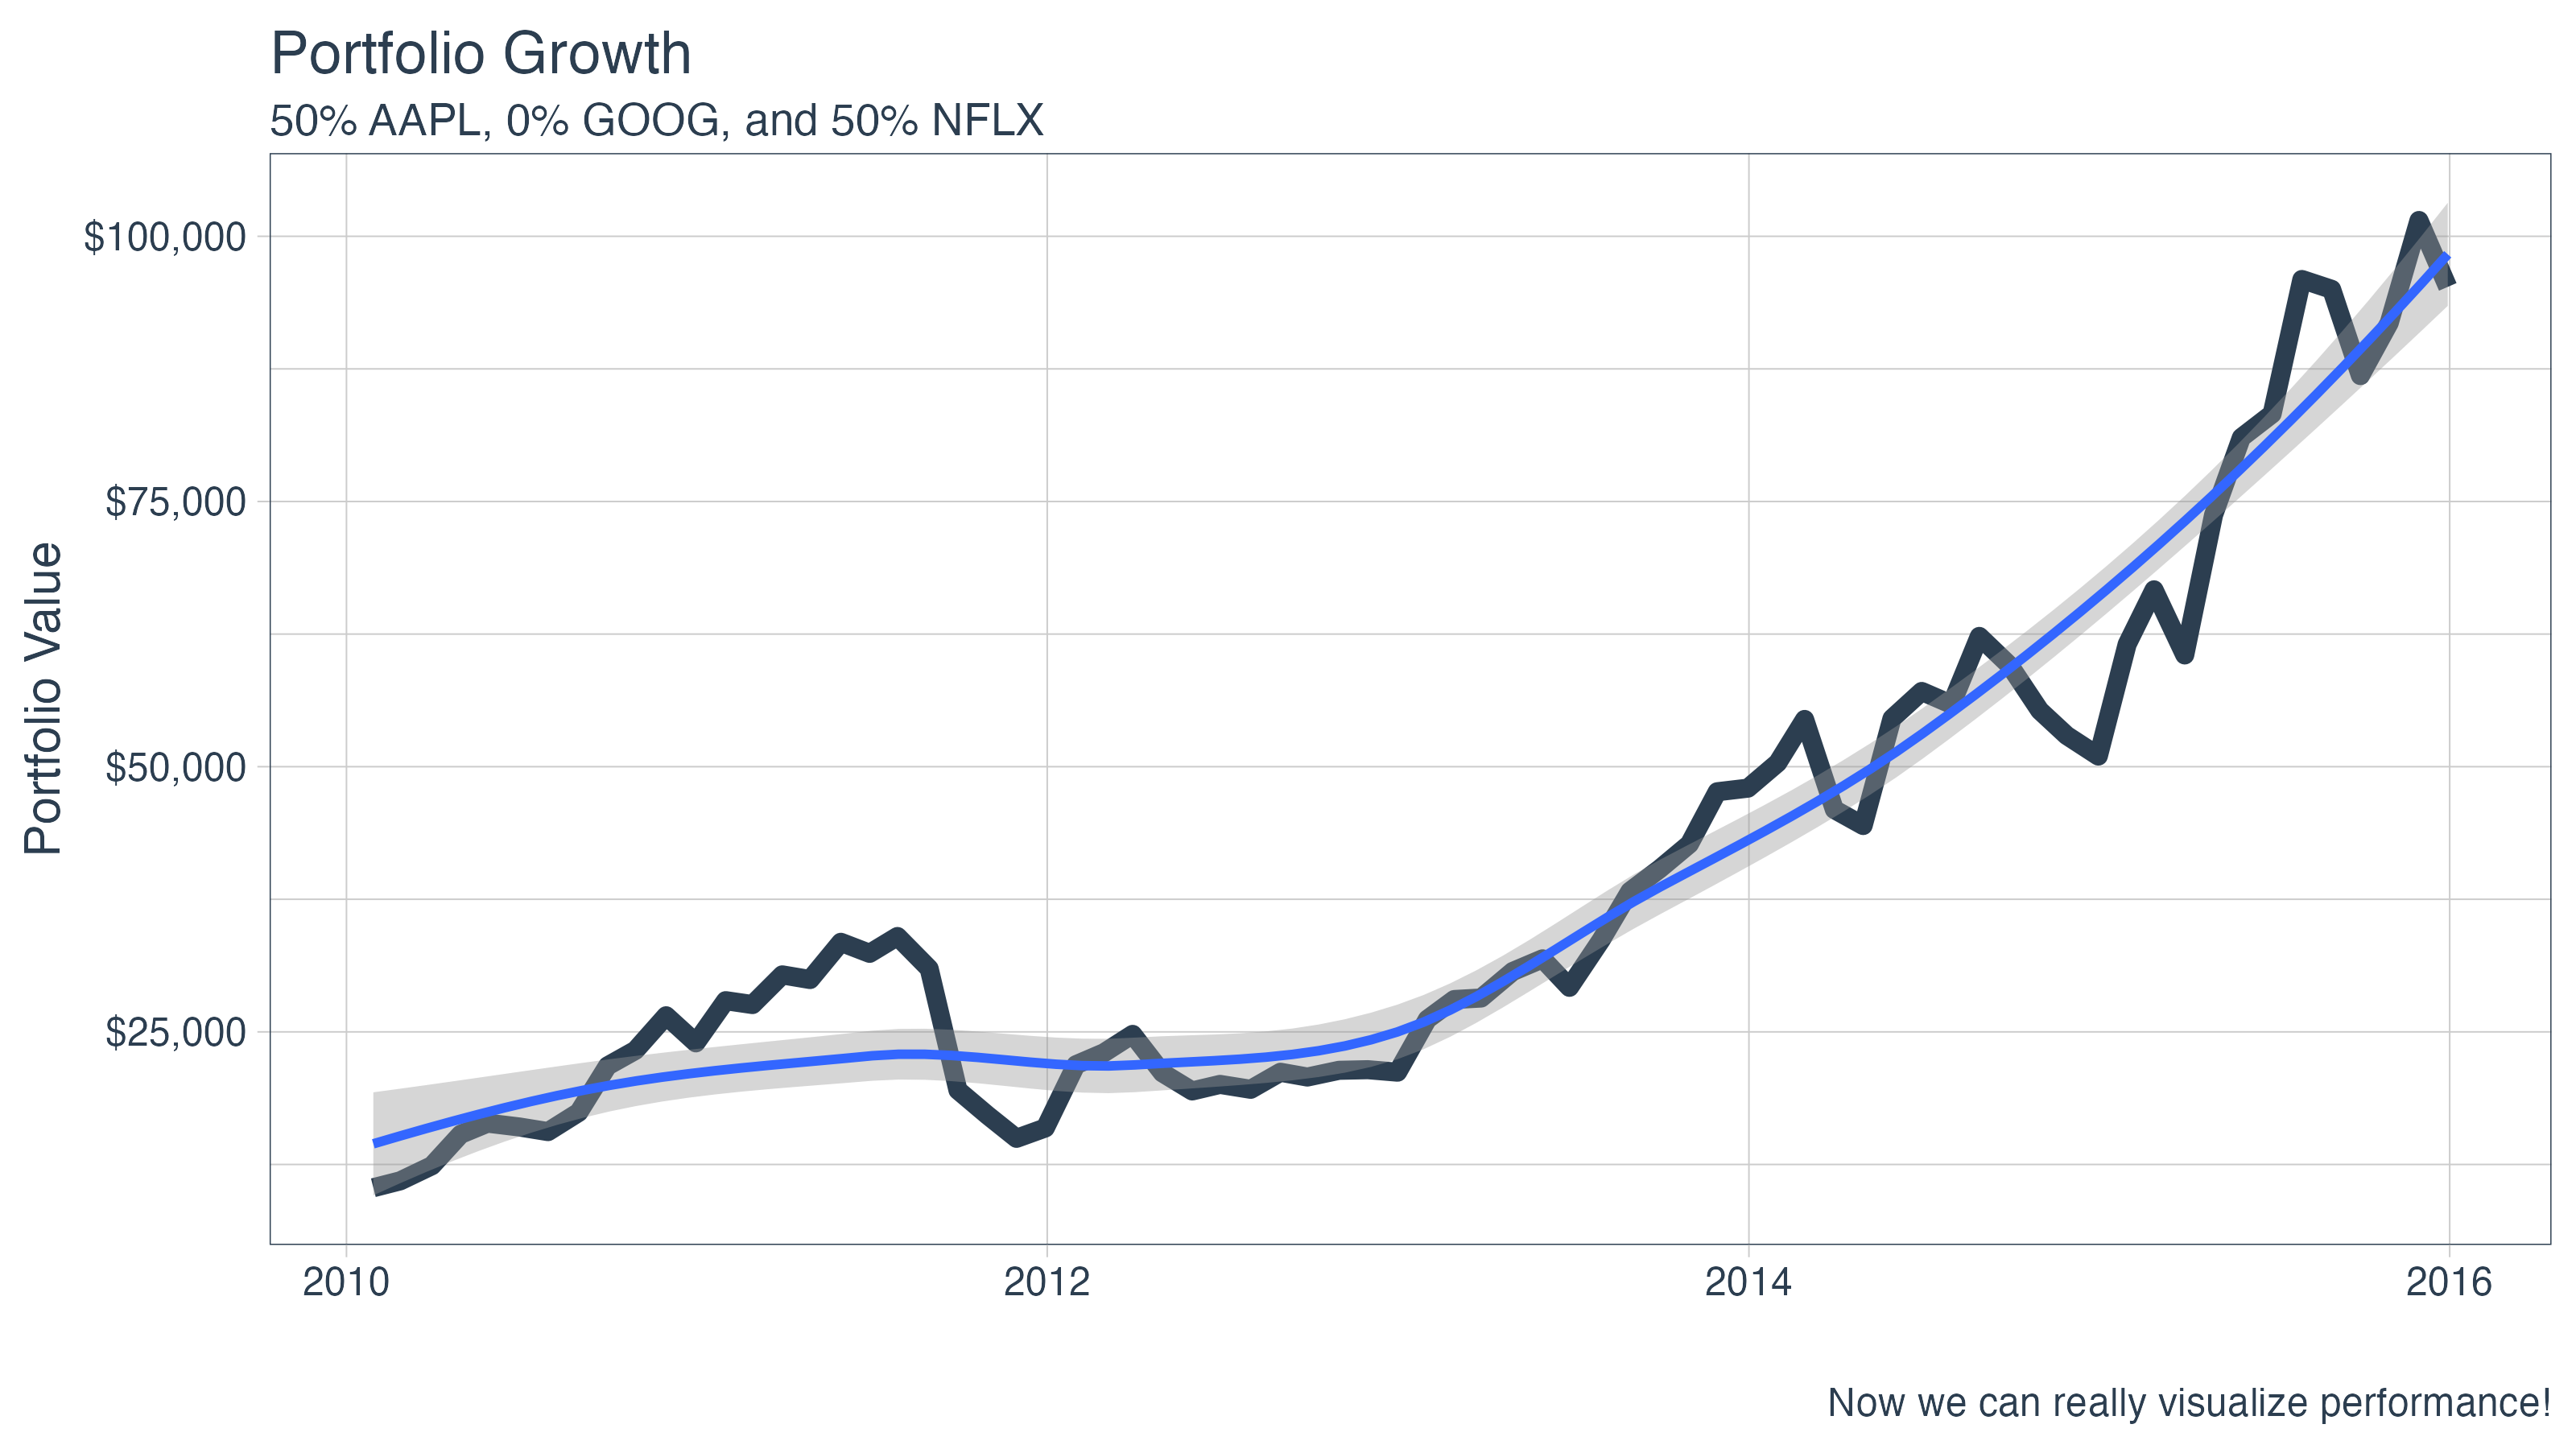 Portfolio Growth
50% AAPL, 0% GOOG, and 50% NFLX
Portfolio Value
$100,000
$75,000
$50,000
$25,000
2010
2012
2014
2016
Now we can really visualize performance!